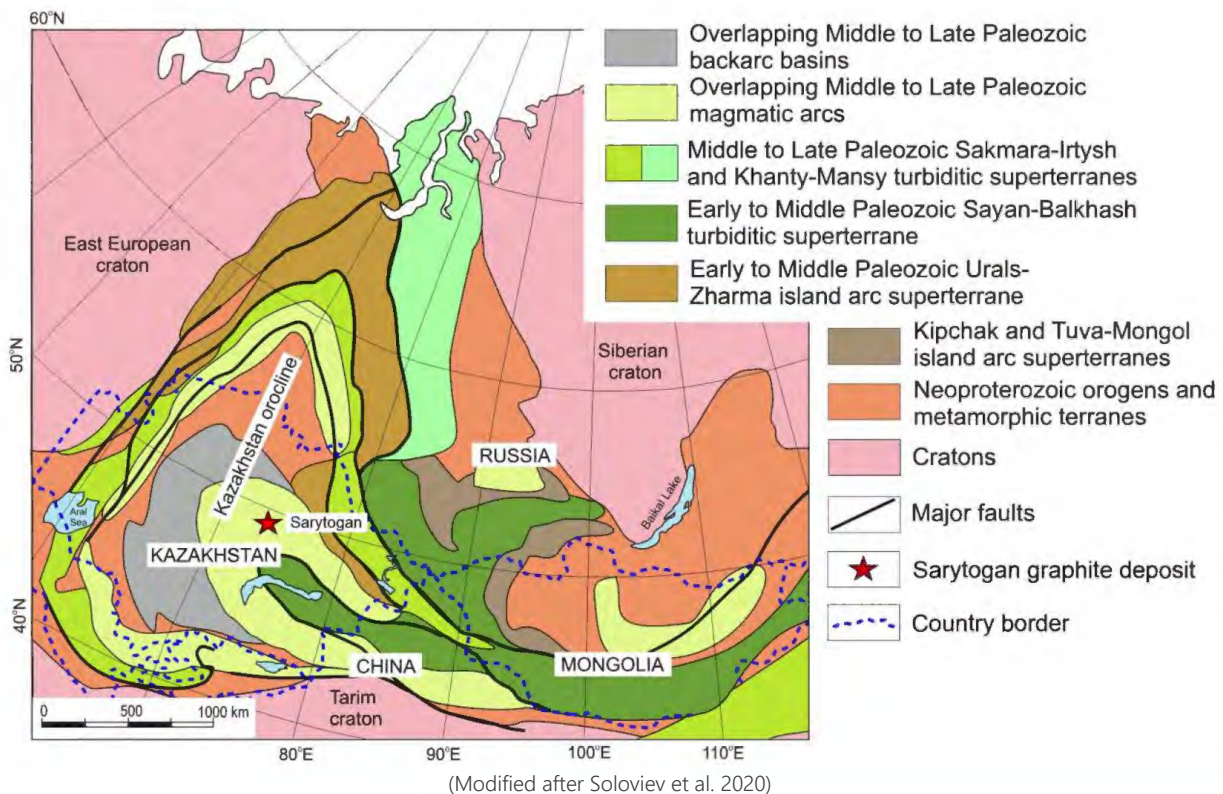 60°N
50°N
40°N
East European
craton
Siberian
craton
Kazakhstan orocline
RUSSIA
Baikal Lake
Aral
Sea
Sarytogan
KAZAKHSTAN
CHINA
MONGOLIA
Tarim
craton
0 500 1000 km
80°E
90°E
100°E
110°E
Overlapping Middle to Late Paleozoic
backarc basins
Overlapping Middle to Late Paleozoic
magmatic arcs
Middle to Late Paleozoic Sakmara-Irtysh
and Khanty-Mansy turbiditic superterranes
Early to Middle Paleozoic Sayan-Balkhash
turbiditic superterrane
Early to Middle Paleozoic Urals-
Zharma island arc superterrane
Kipchak and Tuva-Mongol
island arc superterranes
Neoproterozoic orogens and
metamorphic terranes
Cratons
Major faults
Sarytogan graphite deposit
Country border
(Modified after Soloviev et al. 2020)